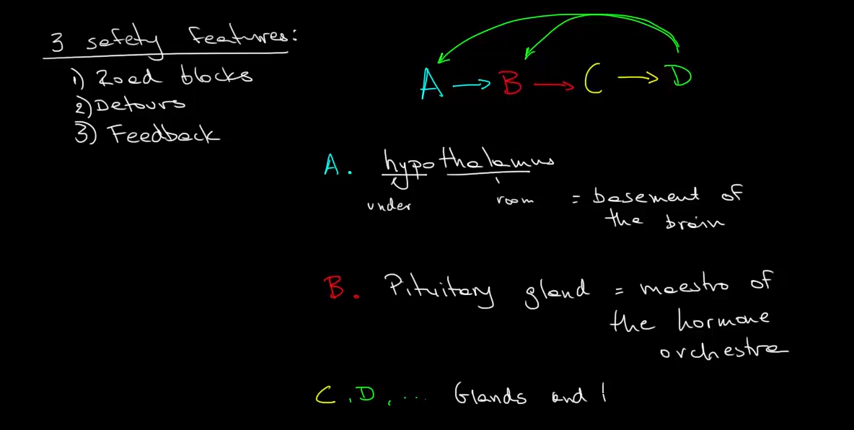 3 safety features:
1) Road blocks
2) Detours
3) Feedback
A → B → C → D
A. hypothalamus
under room = basement of
the brain
B. Pituitary gland = maestro of
the hormone
orchestra
C, D, ... Glands and